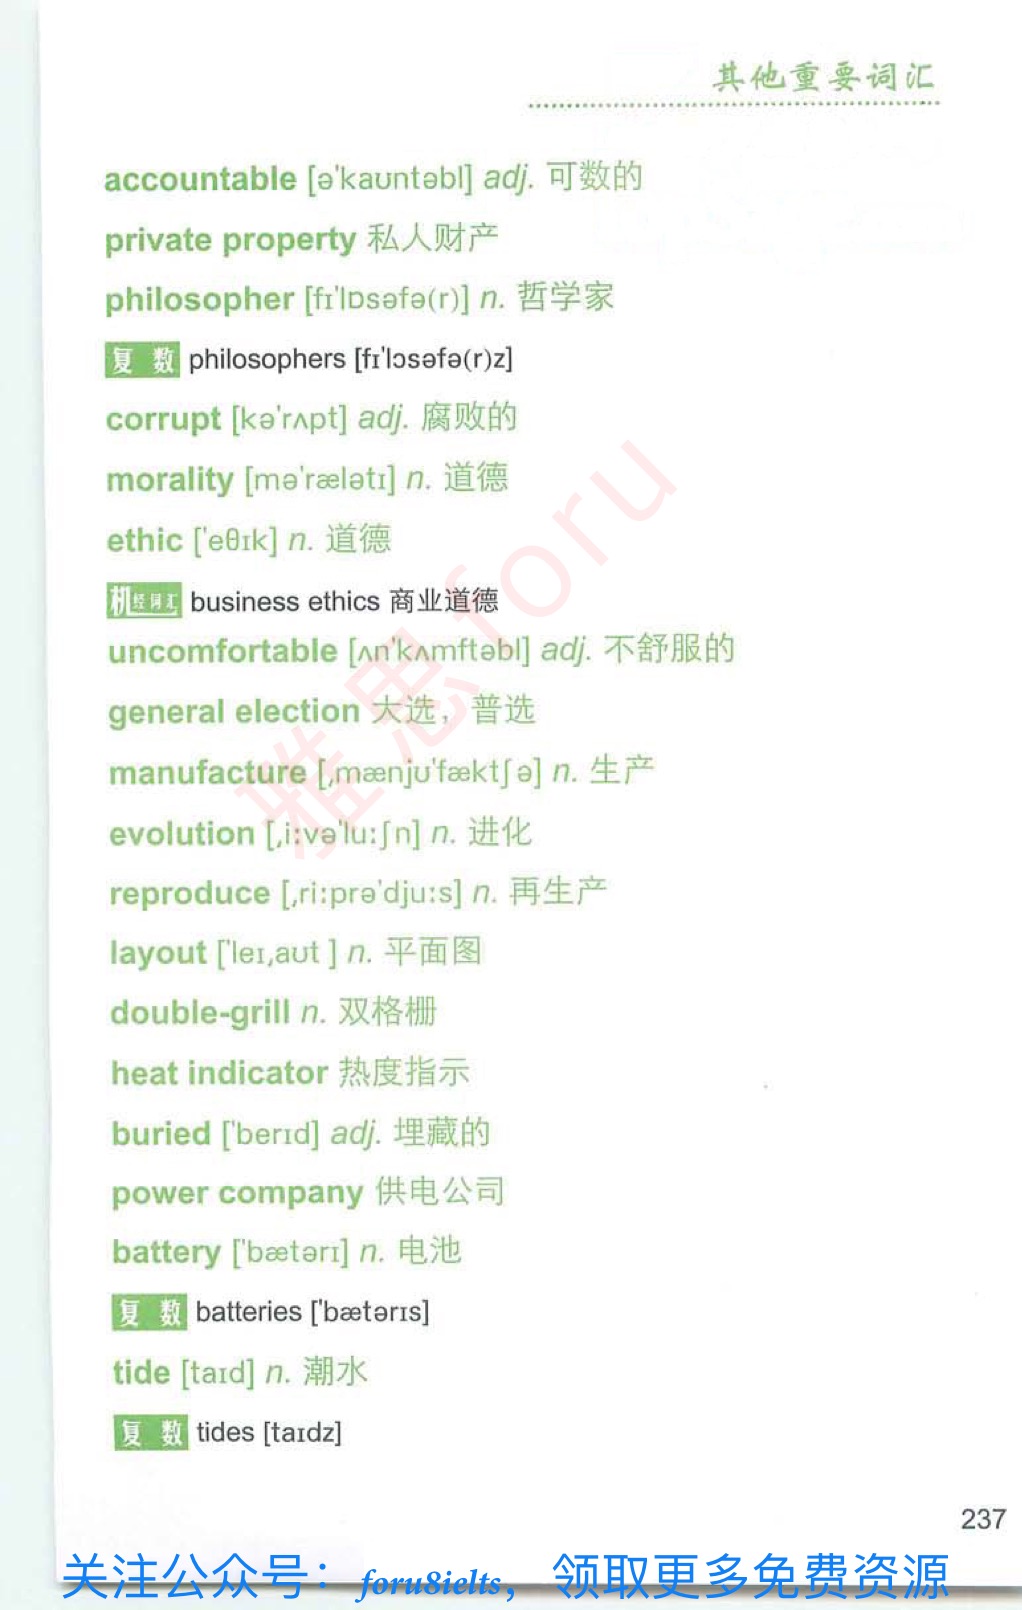 其他重要词汇
accountable [ə'kaʊntəbl] adj. 可数的
private property 私人财产
philosopher [fɪ'lɒsəfə(r)] n. 哲学家
复 数 philosophers [fɪ'lɔsəfə(r)z]
corrupt [kə'rʌpt] adj. 腐败的
morality [mə'rælətɪ] n. 道德
ethic ['eθɪk] n. 道德
机经词汇 business ethics 商业道德
uncomfortable [ʌn'kʌmftəbl] adj. 不舒服的
general election 大选，普选
manufacture [ˌmænjʊ'fæktʃə] n. 生产
evolution [ˌi:və'lu:ʃn] n. 进化
reproduce [ˌri:prə'dju:s] n. 再生产
layout ['leɪˌaʊt ] n. 平面图
double-grill n. 双格栅
heat indicator 热度指示
buried ['berɪd] adj. 埋藏的
power company 供电公司
battery ['bætərɪ] n. 电池
复 数 batteries ['bætərɪs]
tide [taɪd] n. 潮水
复 数 tides [taɪdz]
雅思foru
237
关注公众号：foru8ielts，领取更多免费资源